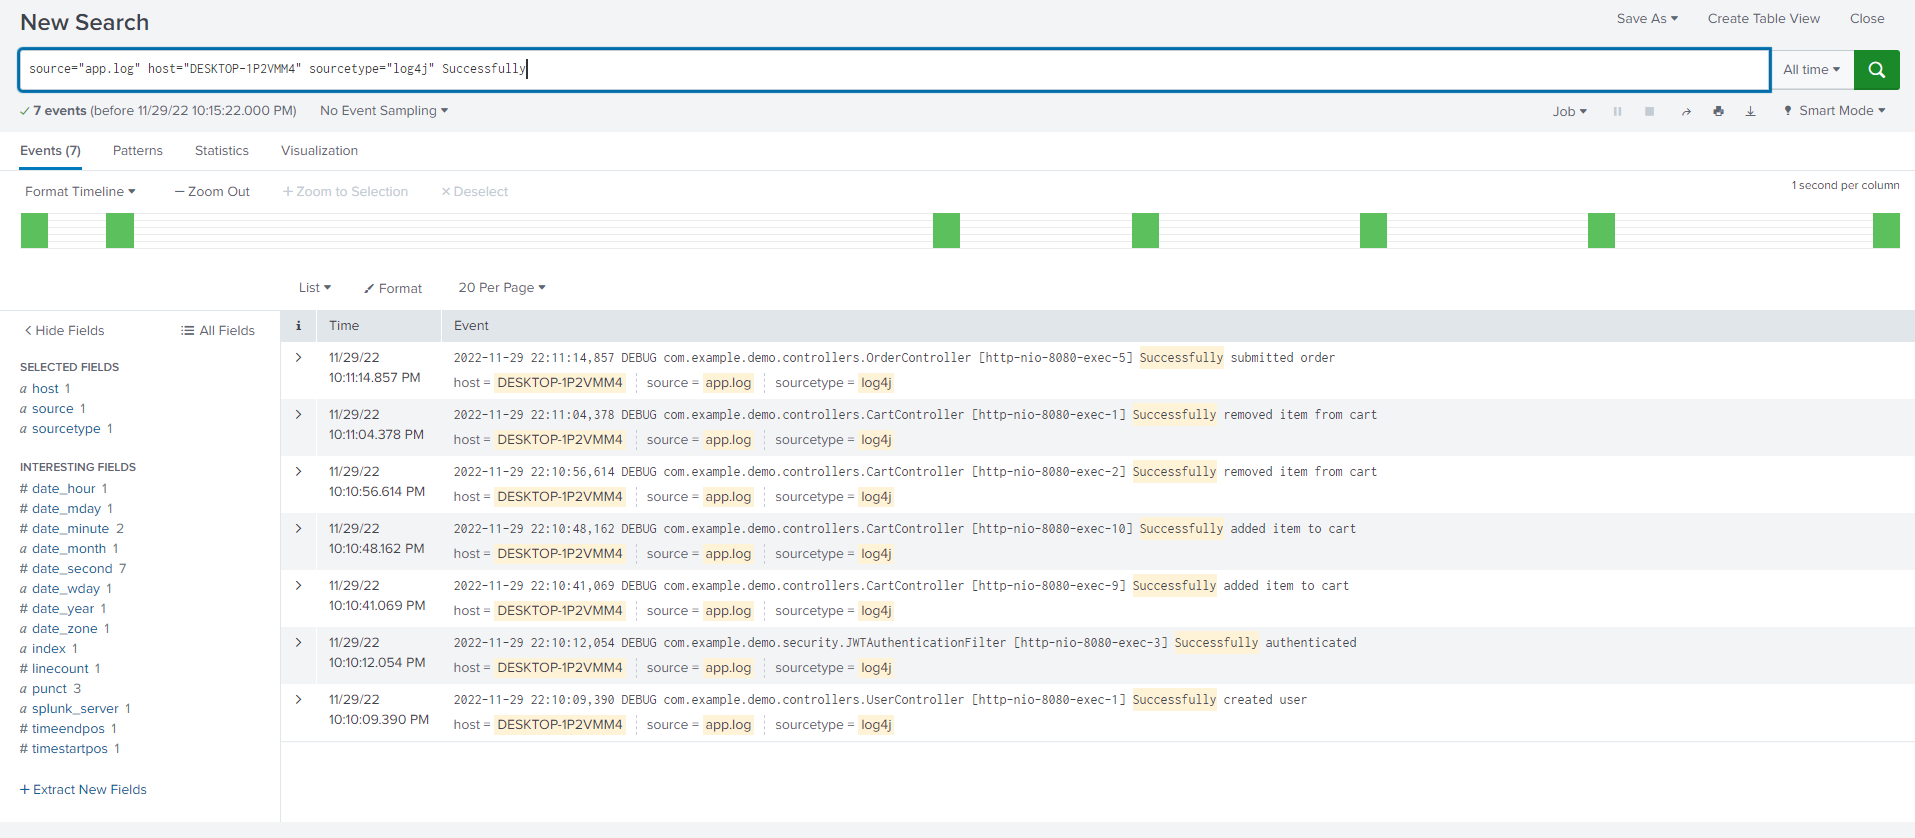 New Search
Save As Create Table View Close
source="app.log" host="DESKTOP-1P2VMM4" sourcetype="log4j" Successfully
All time
7 events (before 11/29/22 10:15:22.000 PM) No Event Sampling
Job Smart Mode
Events (7) Patterns Statistics Visualization
Format Timeline — Zoom Out + Zoom to Selection × Deselect
1 second per column
List Format 20 Per Page
< Hide Fields All Fields
SELECTED FIELDS
a host 1
a source 1
a sourcetype 1
INTERESTING FIELDS
# date_hour 1
# date_mday 1
# date_minute 2
a date_month 1
# date_second 7
a date_wday 1
# date_year 1
a date_zone 1
a index 1
# linecount 1
a punct 3
a splunk_server 1
# timeendpos 1
# timestartpos 1
+ Extract New Fields
i Time Event
11/29/22
10:11:14.857 PM
2022-11-29 22:11:14,857 DEBUG com.example.demo.controllers.OrderController [http-nio-8080-exec-5] Successfully submitted order
host = DESKTOP-1P2VMM4 source = app.log sourcetype = log4j
11/29/22
10:11:04.378 PM
2022-11-29 22:11:04,378 DEBUG com.example.demo.controllers.CartController [http-nio-8080-exec-1] Successfully removed item from cart
host = DESKTOP-1P2VMM4 source = app.log sourcetype = log4j
11/29/22
10:10:56.614 PM
2022-11-29 22:10:56,614 DEBUG com.example.demo.controllers.CartController [http-nio-8080-exec-2] Successfully removed item from cart
host = DESKTOP-1P2VMM4 source = app.log sourcetype = log4j
11/29/22
10:10:48.162 PM
2022-11-29 22:10:48,162 DEBUG com.example.demo.controllers.CartController [http-nio-8080-exec-10] Successfully added item to cart
host = DESKTOP-1P2VMM4 source = app.log sourcetype = log4j
11/29/22
10:10:41.069 PM
2022-11-29 22:10:41,069 DEBUG com.example.demo.controllers.CartController [http-nio-8080-exec-9] Successfully added item to cart
host = DESKTOP-1P2VMM4 source = app.log sourcetype = log4j
11/29/22
10:10:12.054 PM
2022-11-29 22:10:12,054 DEBUG com.example.demo.security.JWTAuthenticationFilter [http-nio-8080-exec-3] Successfully authenticated
host = DESKTOP-1P2VMM4 source = app.log sourcetype = log4j
11/29/22
10:10:09.390 PM
2022-11-29 22:10:09,390 DEBUG com.example.demo.controllers.UserController [http-nio-8080-exec-1] Successfully created user
host = DESKTOP-1P2VMM4 source = app.log sourcetype = log4j